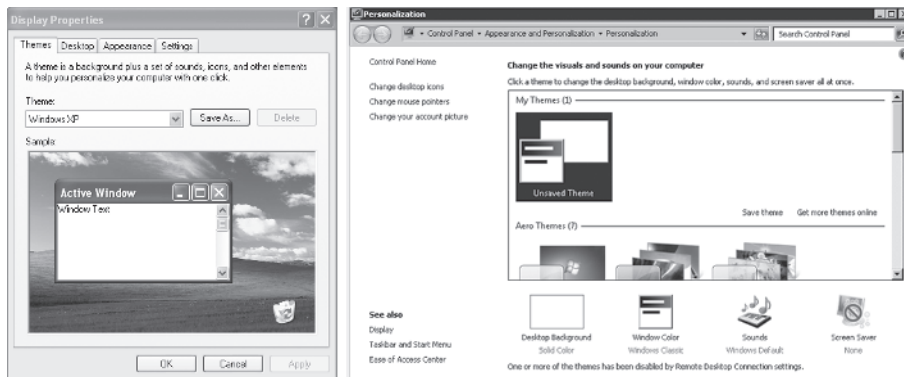 Display Properties
Themes Desktop Appearance Settings
A theme is a background plus a set of sounds, icons, and other elements
to help you personalize your computer with one click.
Theme:
Windows XP
Save As...
Delete
Sample:
Active Window
Window Text
OK
Cancel
Apply
Personalization
Control Panel • Appearance and Personalization • Personalization
Search Control Panel
Control Panel Home
Change desktop icons
Change mouse pointers
Change your account picture
See also
Display
Taskbar and Start Menu
Ease of Access Center
Change the visuals and sounds on your computer
Click a theme to change the desktop background, window color, sounds, and screen saver all at once.
My Themes (1)
Unsaved Theme
Save theme Get more themes online
Aero Themes (7)
Desktop Background
Solid Color
Window Color
Windows Classic
Sounds
Windows Default
Screen Saver
None
One or more of the themes has been disabled by Remote Desktop Connection settings.